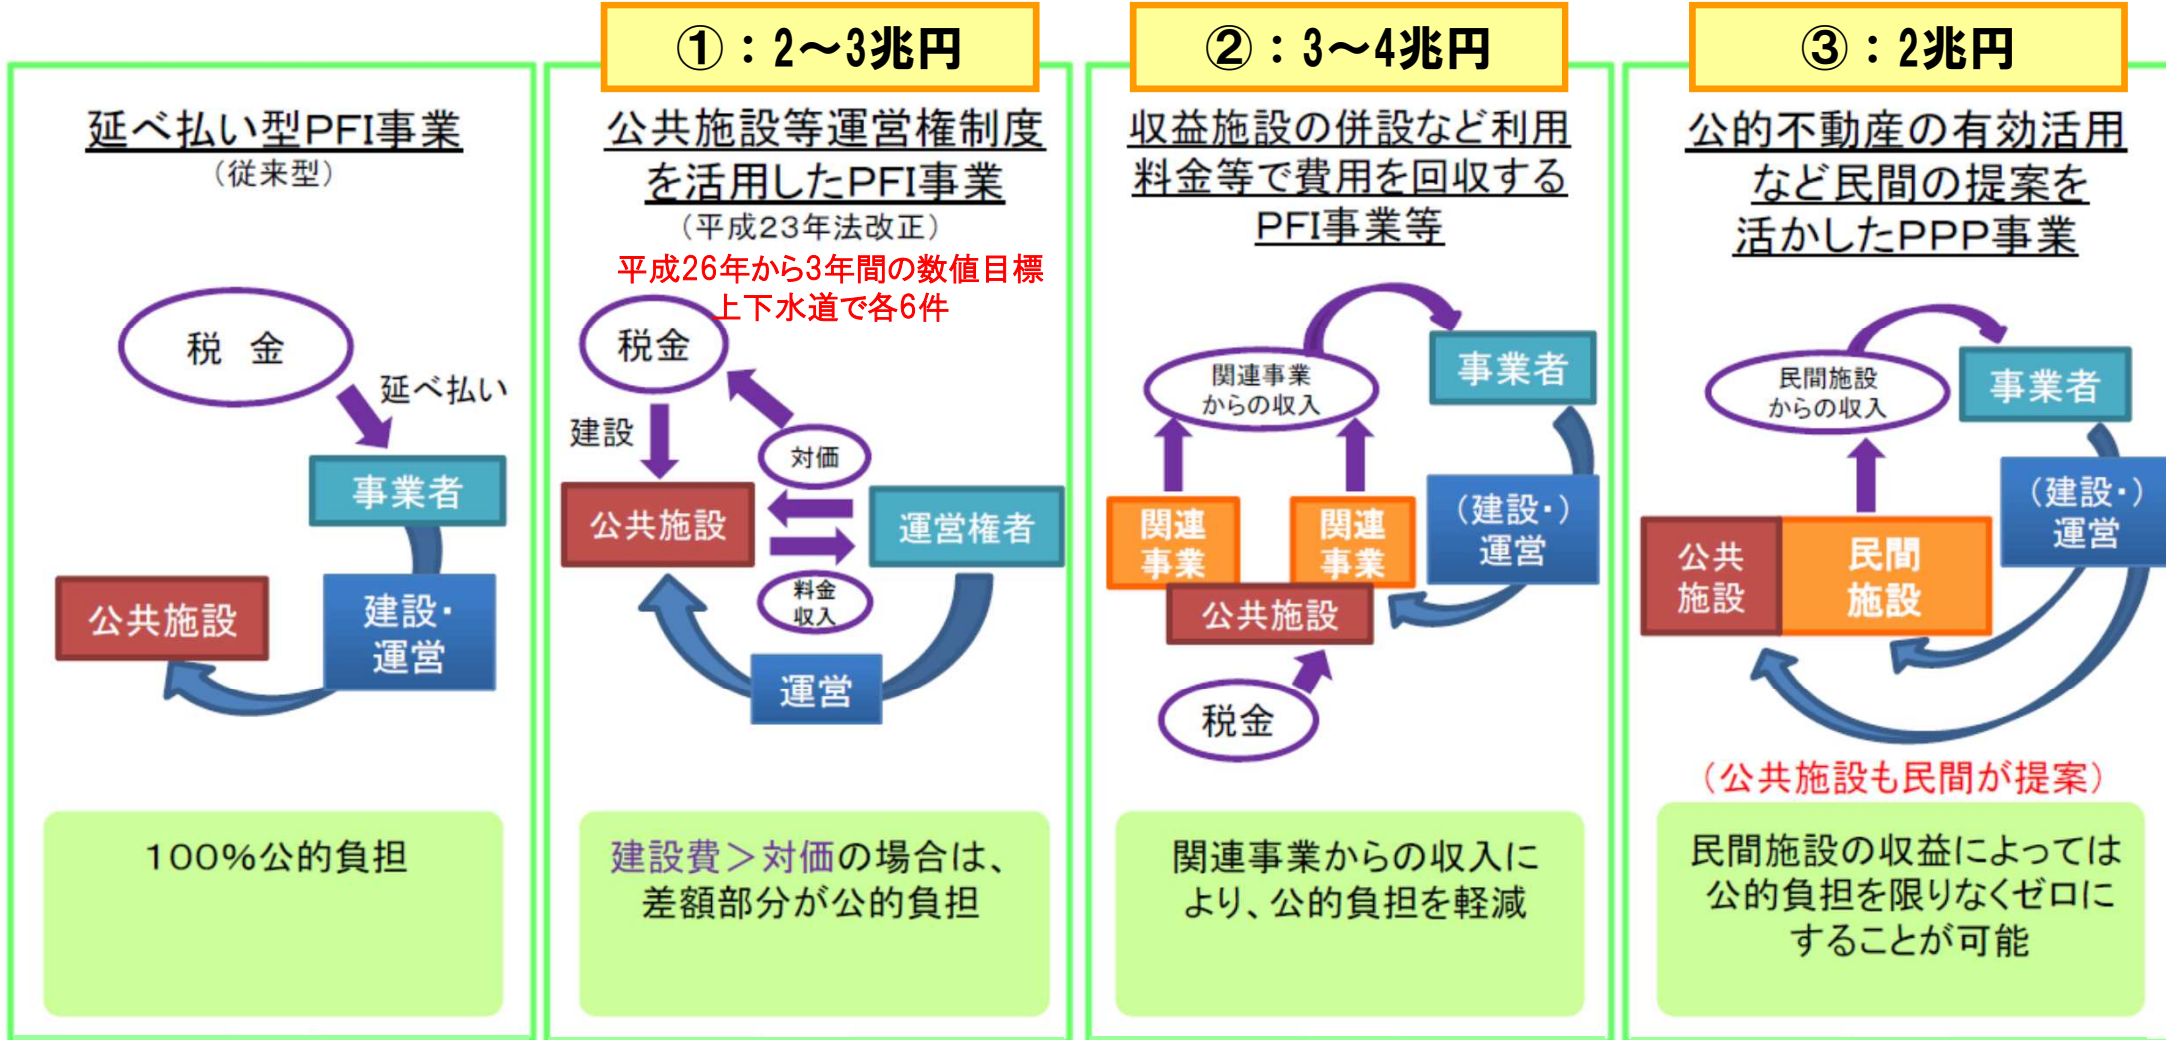 延べ払い型PFI事業
（従来型）
税　金
延べ払い
事業者
公共施設
建設・
運営
100%公的負担
①：2～3兆円
公共施設等運営権制度
を活用したPFI事業
（平成23年法改正）
平成26年から3年間の数値目標
上下水道で各6件
税金
建設
対価
公共施設
運営権者
料金
収入
運営
建設費＞対価の場合は、
差額部分が公的負担
②：3～4兆円
収益施設の併設など利用
料金等で費用を回収する
PFI事業等
関連事業
からの収入
事業者
関連
事業
関連
事業
（建設・）
運営
公共施設
税金
関連事業からの収入に
より、公的負担を軽減
③：2兆円
公的不動産の有効活用
など民間の提案を
活かしたPPP事業
民間施設
からの収入
事業者
（建設・）
運営
公共
施設
民間
施設
（公共施設も民間が提案）
民間施設の収益によっては
公的負担を限りなくゼロに
することが可能